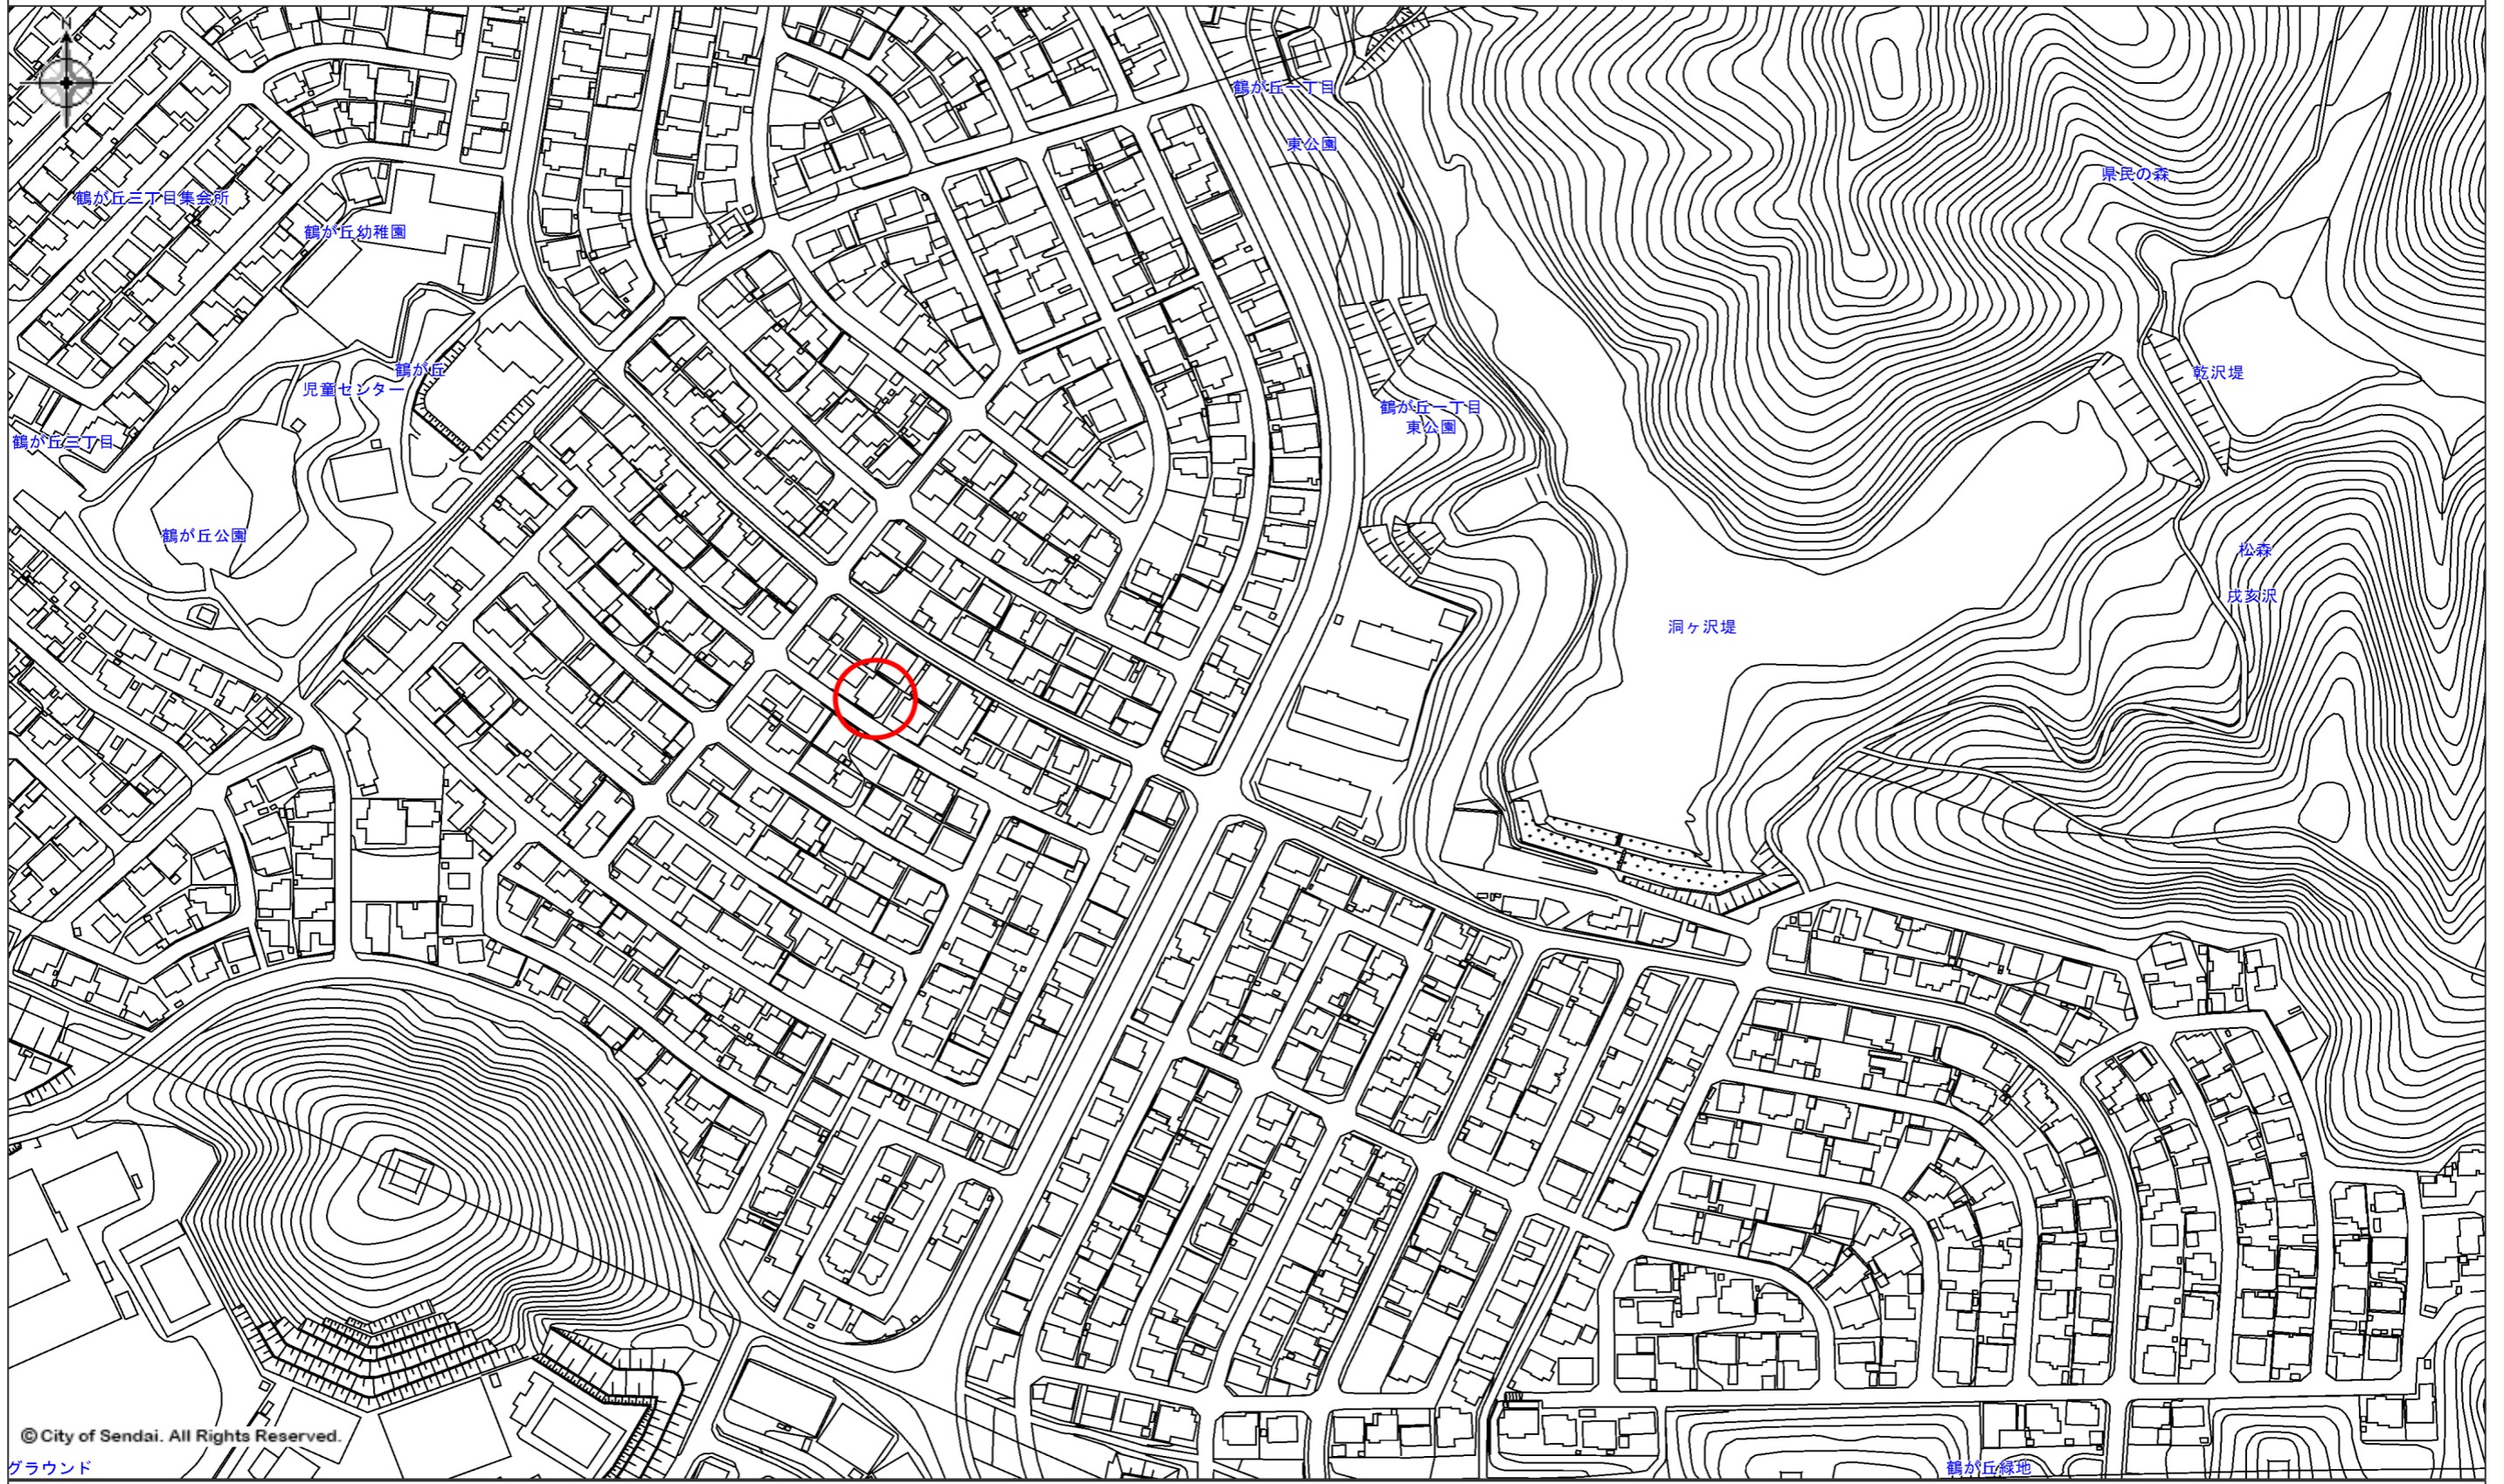 N
鶴が丘一丁目
東公園
県民の森
鶴が丘三丁目集会所
鶴が丘幼稚園
鶴が丘
児童センター
乾沢堤
鶴が丘一丁目
東公園
鶴が丘三丁目
鶴が丘公園
松森
戌亥沢
洞ヶ沢堤
© City of Sendai. All Rights Reserved.
グラウンド
鶴が丘緑地